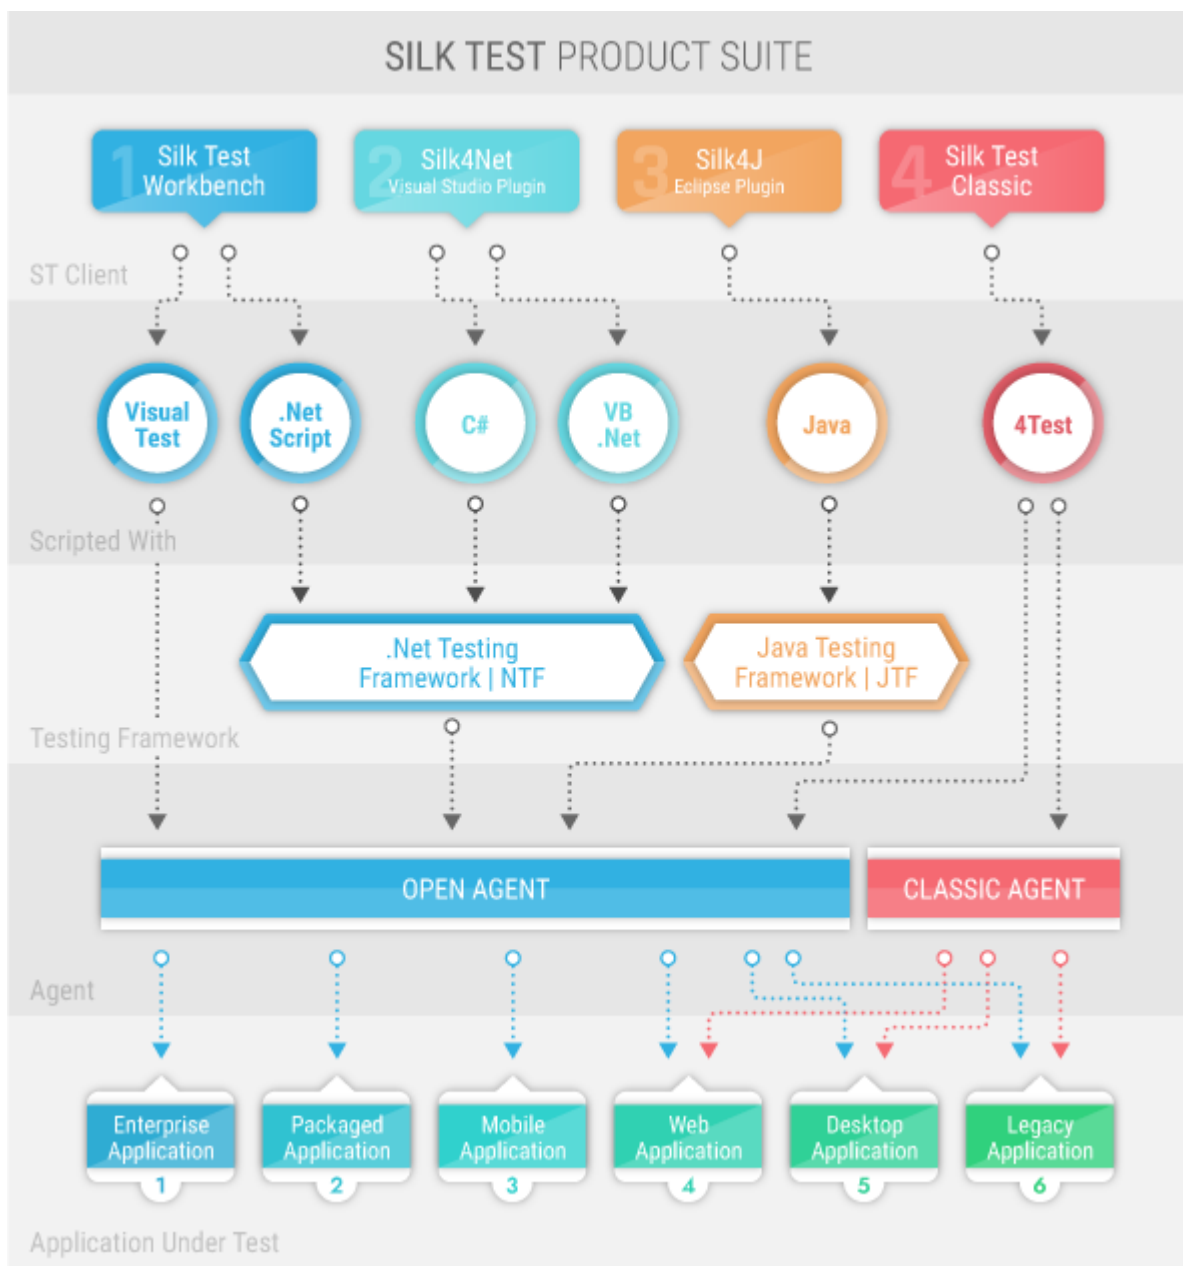 SILK TEST PRODUCT SUITE
1
Silk Test
Workbench
2
Silk4Net
Visual Studio Plugin
3
Silk4J
Eclipse Plugin
4
Silk Test
Classic
ST Client
Visual
Test
.Net
Script
C#
VB
.Net
Java
4Test
Scripted With
.Net Testing
Framework | NTF
Java Testing
Framework | JTF
Testing Framework
OPEN AGENT
CLASSIC AGENT
Agent
Enterprise
Application
1
Packaged
Application
2
Mobile
Application
3
Web
Application
4
Desktop
Application
5
Legacy
Application
6
Application Under Test